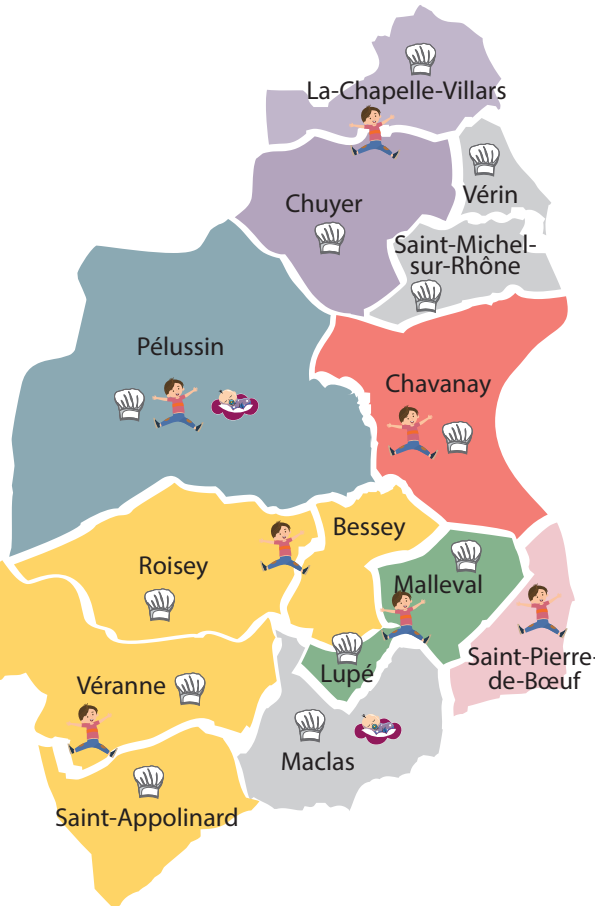 La-Chapelle-Villars
Vérin
Chuyer
Saint-Michel-
sur-Rhône
Pélussin
Chavanay
Bessey
Roisey
Malleval
Saint-Pierre-
de-Bœuf
Lupé
Véranne
Maclas
Saint-Appolinard